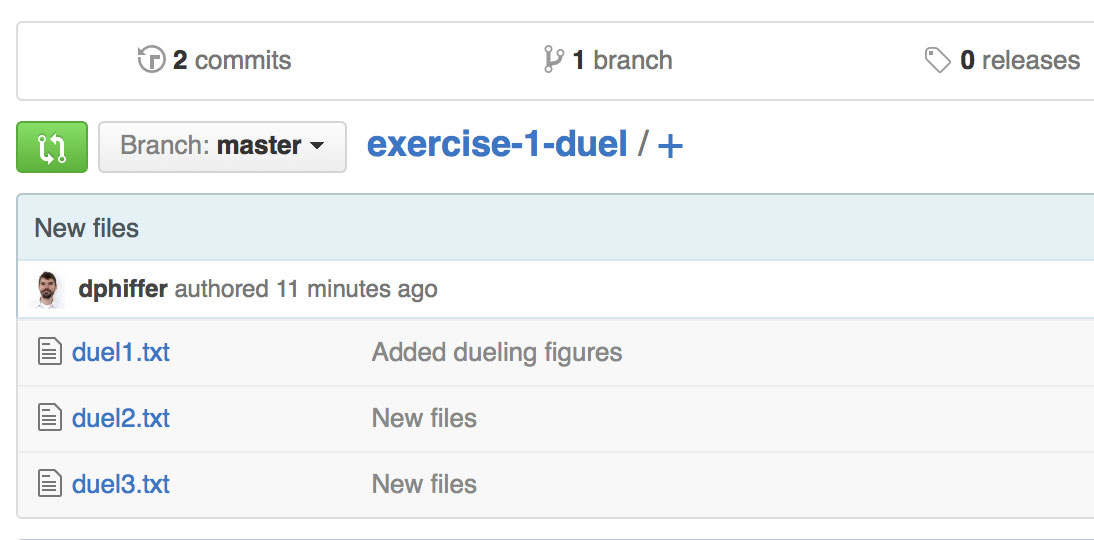 2 commits 1 branch 0 releases
Branch: master exercise-1-duel / +
New files
dphiffer authored 11 minutes ago
duel1.txt Added dueling figures
duel2.txt New files
duel3.txt New files